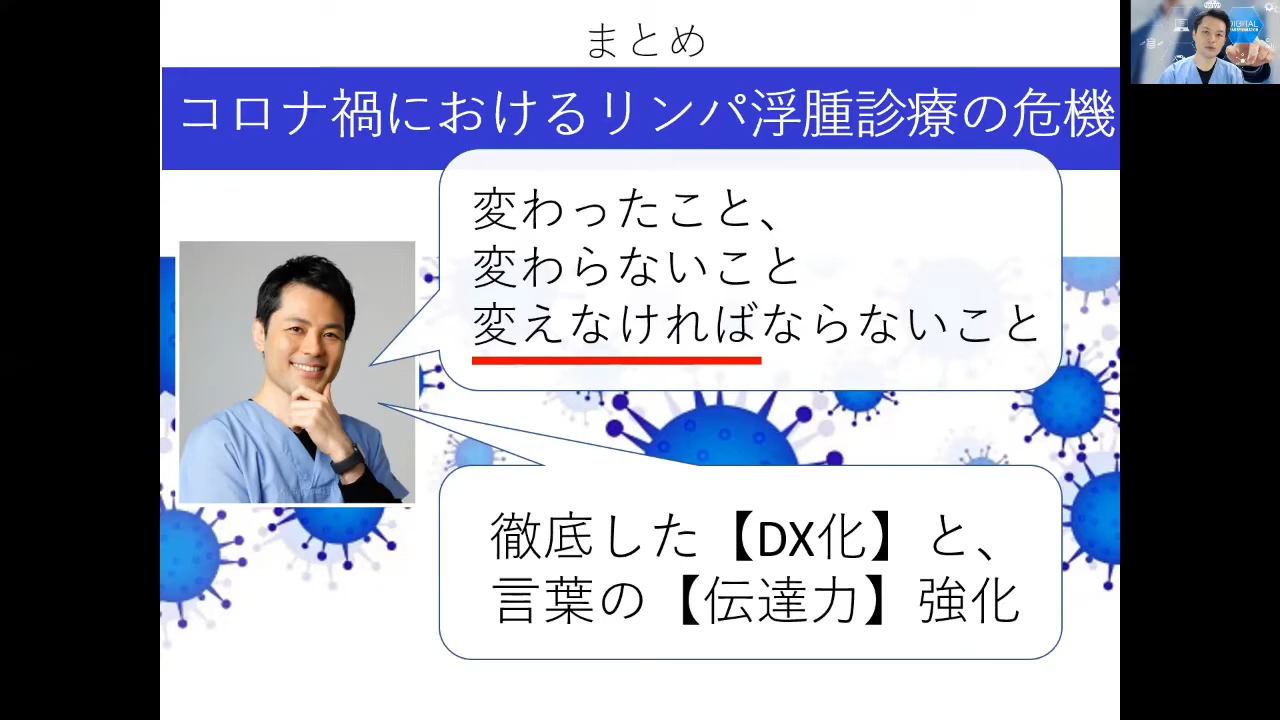 まとめ
コロナ禍におけるリンパ浮腫診療の危機
変わったこと、
変わらないこと
変えなければならないこと
徹底した【DX化】と、
言葉の【伝達力】強化
DIGITAL